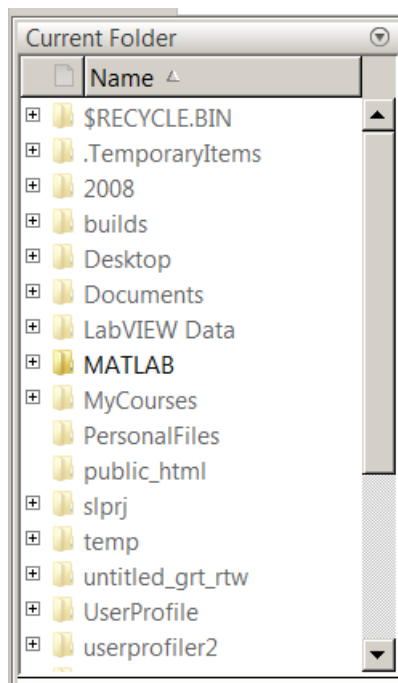 Current Folder
Name
$RECYCLE.BIN
.TemporaryItems
2008
builds
Desktop
Documents
LabVIEW Data
MATLAB
MyCourses
PersonalFiles
public_html
slprj
temp
untitled_grt_rtw
UserProfile
userprofiler2